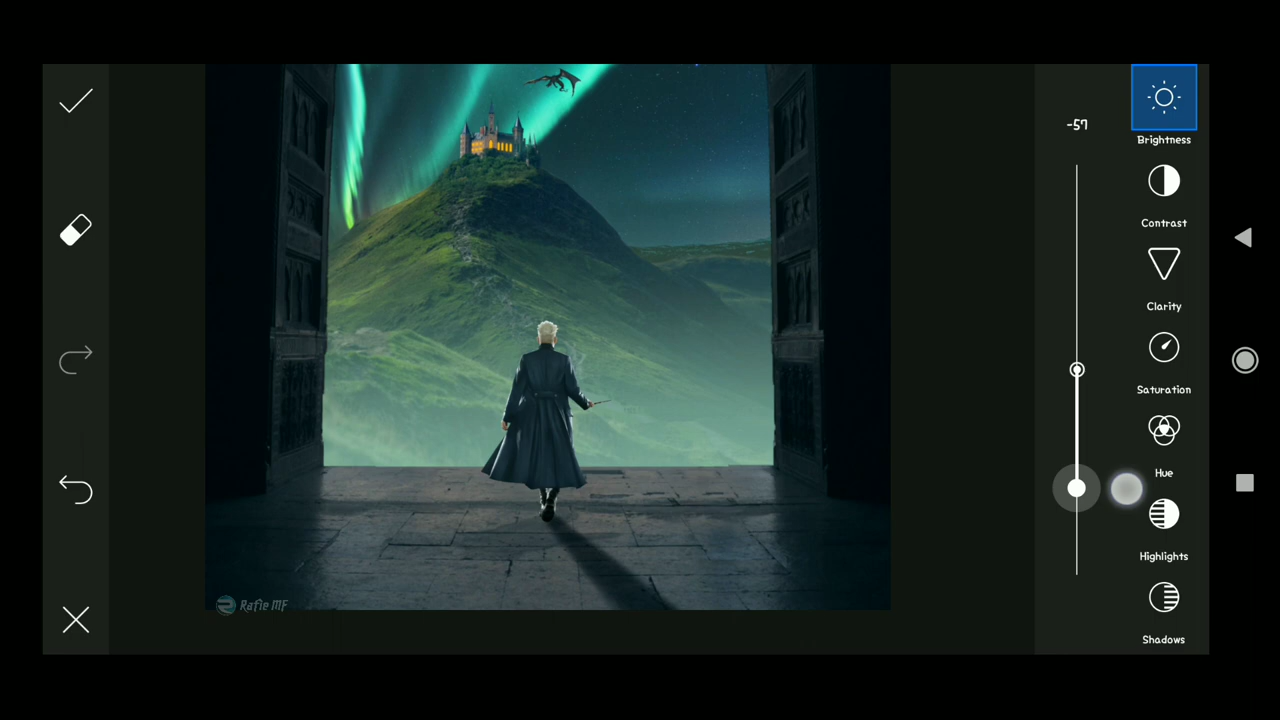 -57
Brightness
Contrast
Clarity
Saturation
Hue
Highlights
Shadows
Rafie MF